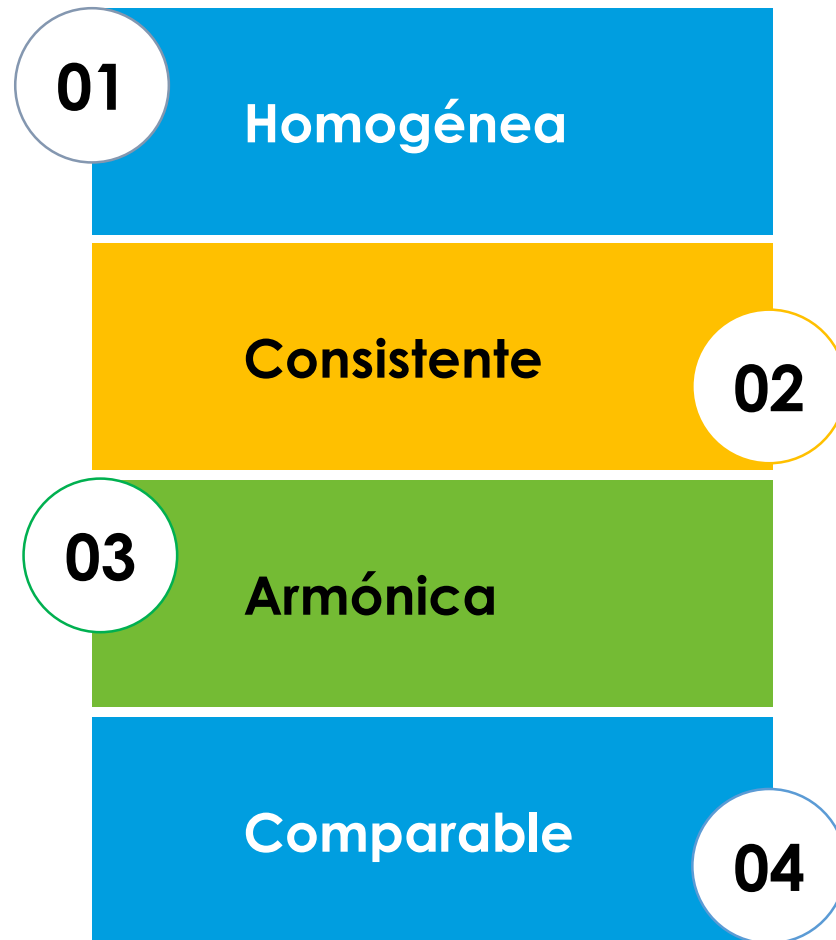 01
Homogénea
Consistente
02
03
Armónica
Comparable
04